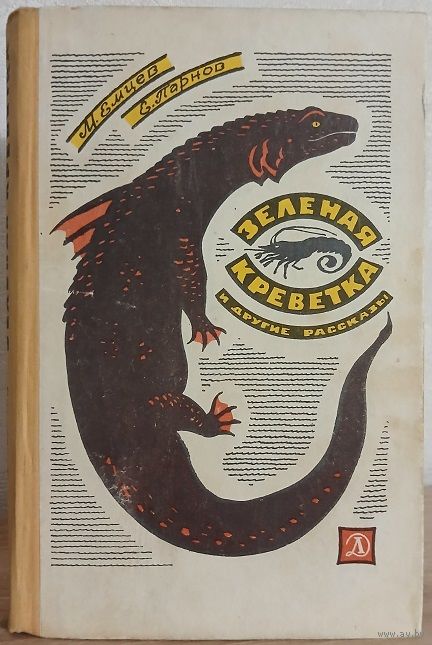 М. Емцев
Е. Парнов
ЗЕЛЕНАЯ
КРЕВЕТКА
И ДРУГИЕ РАССКАЗЫ